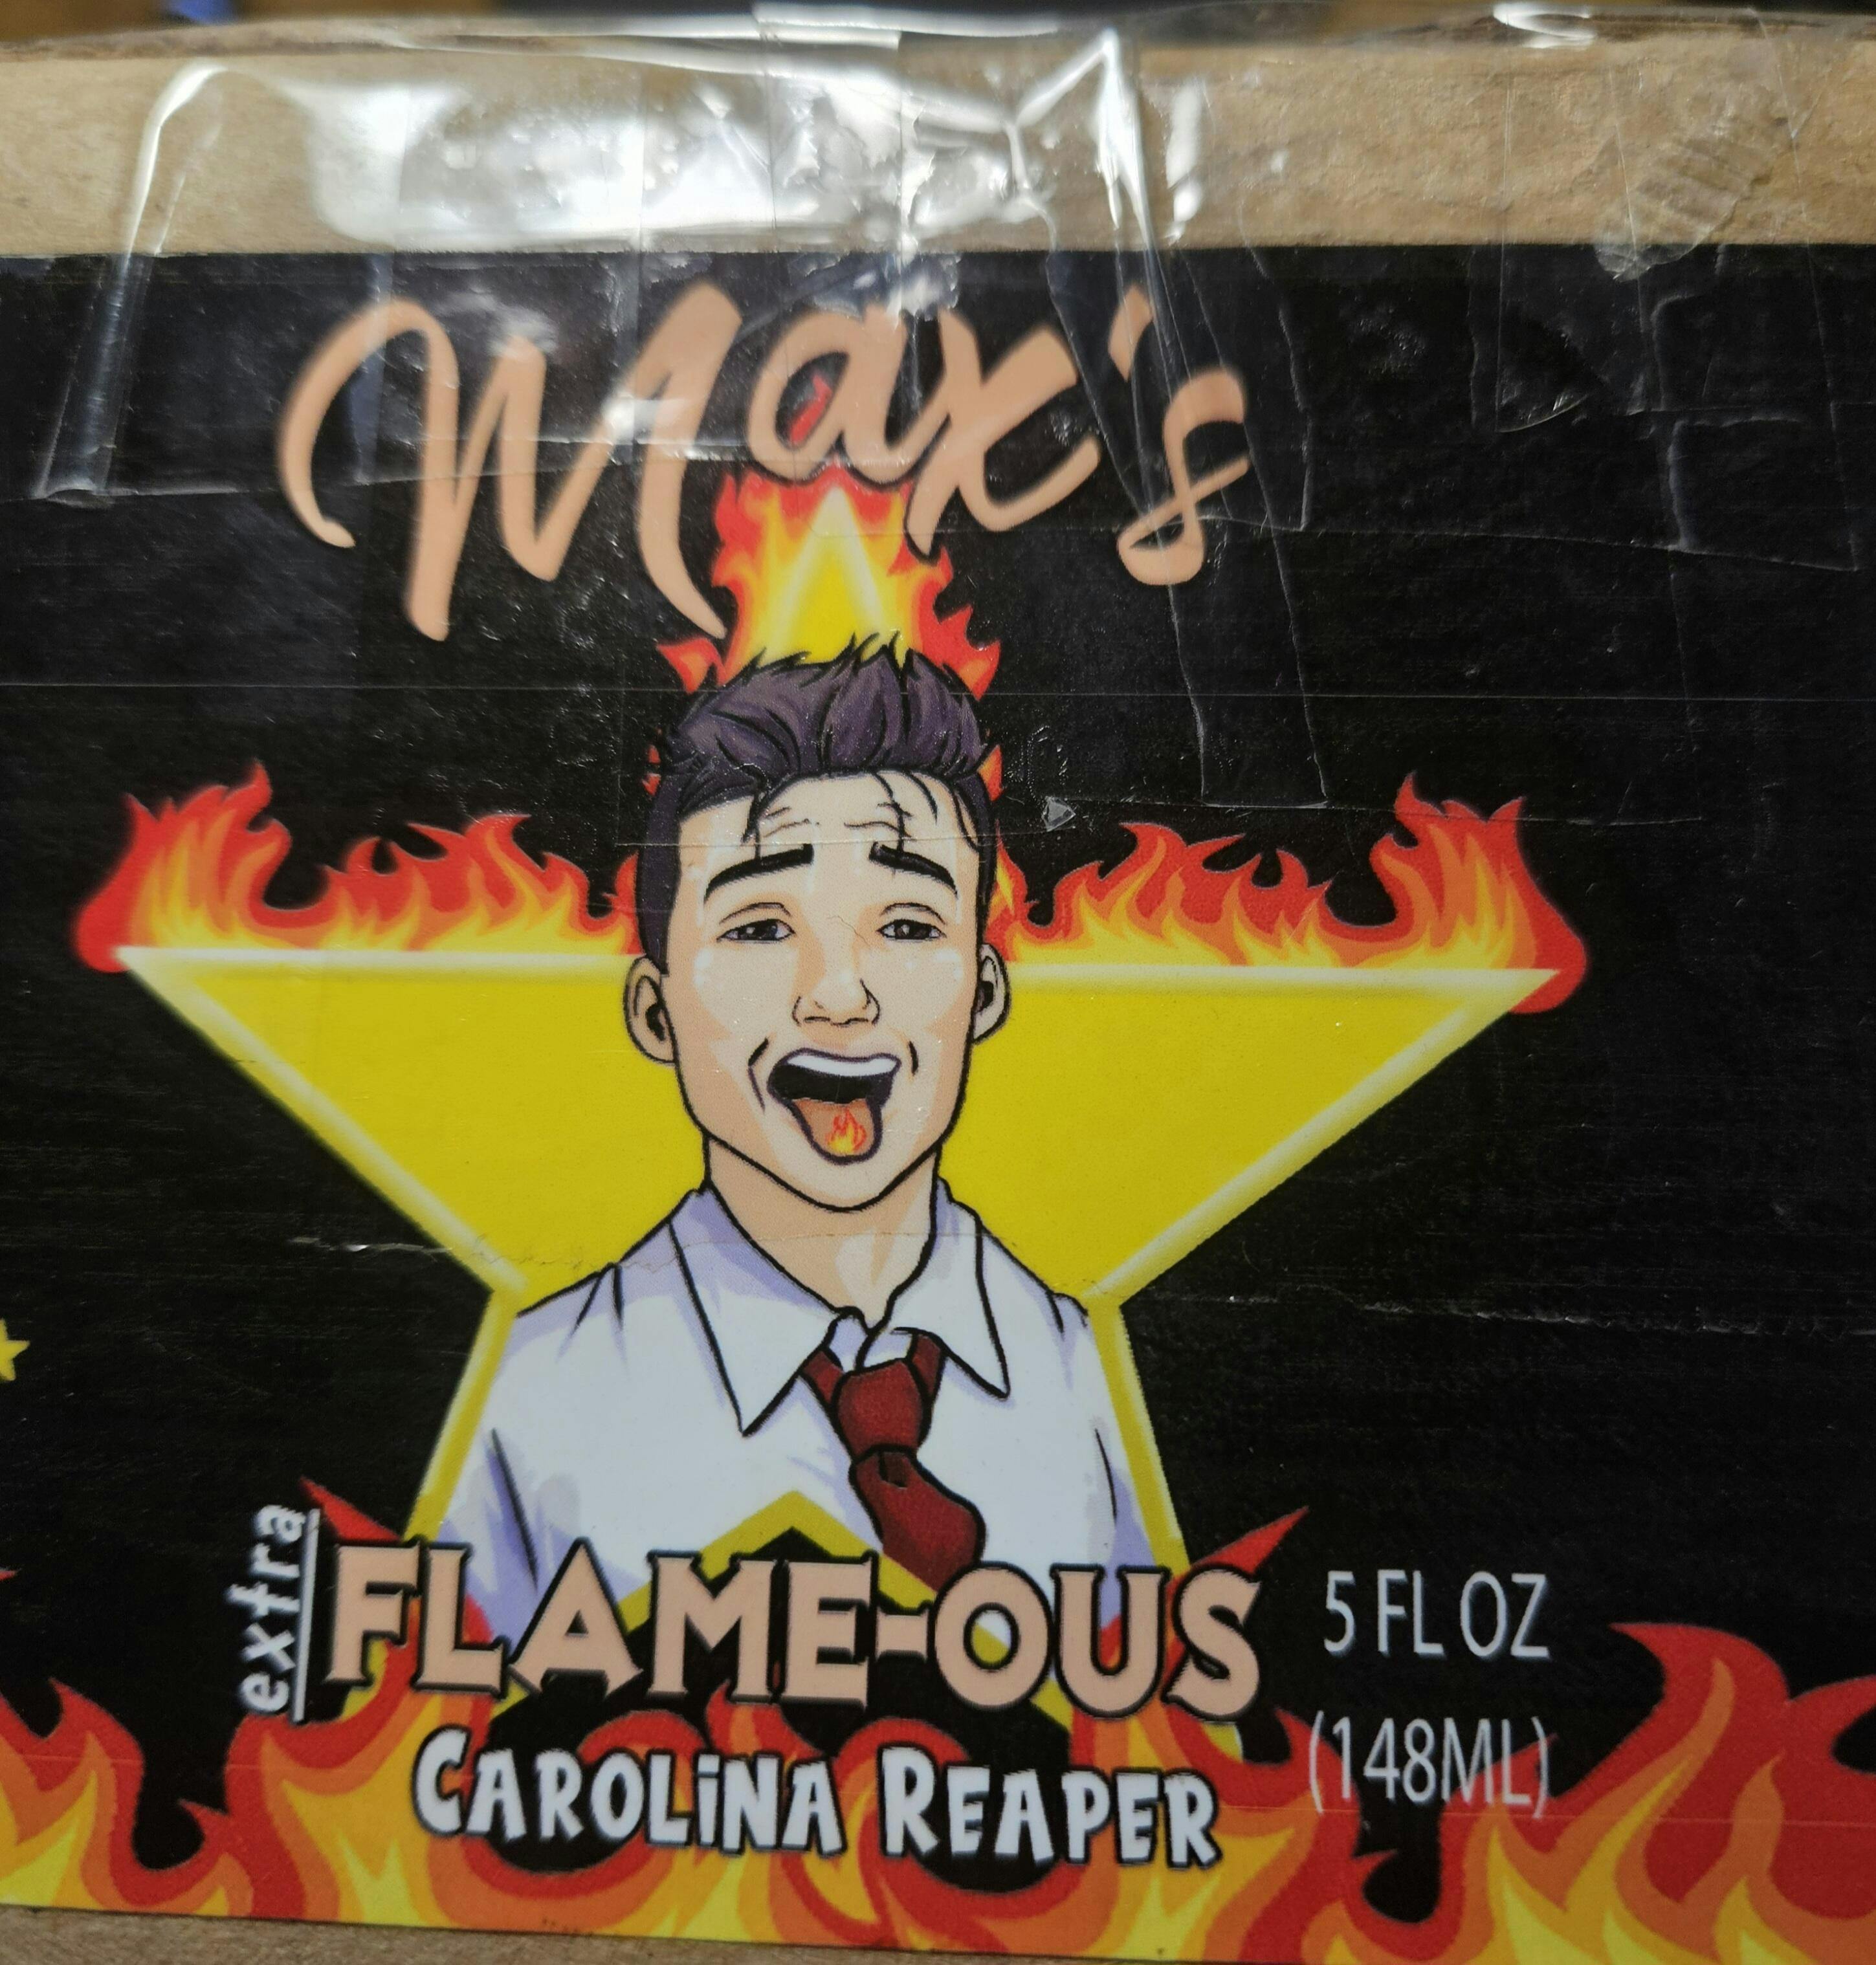 Max's
extra
FLAME-OUS
CAROLiNA REAPER
5 FL OZ
(148ML)